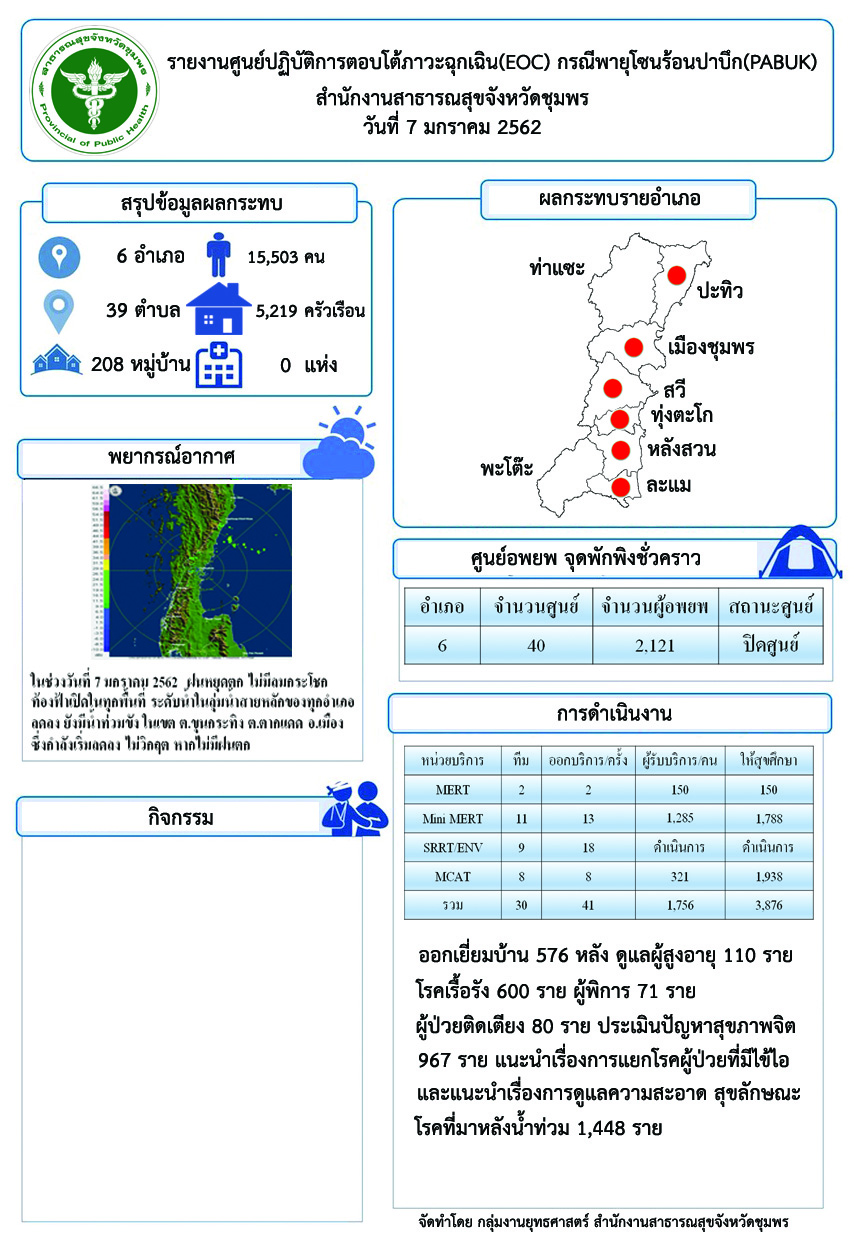 สาธารณสุขจังหวัดชุมพร
Provincial of Public Health
รายงานศูนย์ปฏิบัติการตอบโต้ภาวะฉุกเฉิน(EOC) กรณีพายุโซนร้อนปาบึก(PABUK)
สำนักงานสาธารณสุขจังหวัดชุมพร
วันที่ 7 มกราคม 2562
สรุปข้อมูลผลกระทบ
6 อำเภอ 15,503 คน
39 ตำบล 5,219 ครัวเรือน
208 หมู่บ้าน 0 แห่ง
ผลกระทบรายอำเภอ
ท่าแซะ
ปะทิว
เมืองชุมพร
สวี
ทุ่งตะโก
หลังสวน
พะโต๊ะ
ละแม
พยากรณ์อากาศ
ในช่วงวันที่ 7 มกราคม 2562 ฝนหยุดตก ไม่มีลมกระโชก
ท้องฟ้าเปิดในทุกพื้นที่ ระดับน้ำในลุ่มน้ำสายหลักของทุกอำเภอ
ลดลง ยังมีน้ำท่วมขัง ในเขต ต.ขุนกระทิง ต.ตากแดด อ.เมือง
ซึ่งกำลังเริ่มลดลง ไม่วิกฤต หากไม่มีฝนตก
ศูนย์อพยพ จุดพักพิงชั่วคราว
อำเภอ จำนวนศูนย์ จำนวนผู้อพยพ สถานะศูนย์
6 40 2,121 ปิดศูนย์
การดำเนินงาน
หน่วยบริการ ทีม ออกบริการ/ครั้ง ผู้รับบริการ/คน ให้สุขศึกษา
MERT 2 2 150 150
Mini MERT 11 13 1,285 1,788
SRRT/ENV 9 18 ดำเนินการ ดำเนินการ
MCAT 8 8 321 1,938
รวม 30 41 1,756 3,876
ออกเยี่ยมบ้าน 576 หลัง ดูแลผู้สูงอายุ 110 ราย
โรคเรื้อรัง 600 ราย ผู้พิการ 71 ราย
ผู้ป่วยติดเตียง 80 ราย ประเมินปัญหาสุขภาพจิต
967 ราย แนะนำเรื่องการแยกโรคผู้ป่วยที่มีไข้ไอ
และแนะนำเรื่องการดูแลความสะอาด สุขลักษณะ
โรคที่มาหลังน้ำท่วม 1,448 ราย
กิจกรรม
จัดทำโดย กลุ่มงานยุทธศาสตร์ สำนักงานสาธารณสุขจังหวัดชุมพร